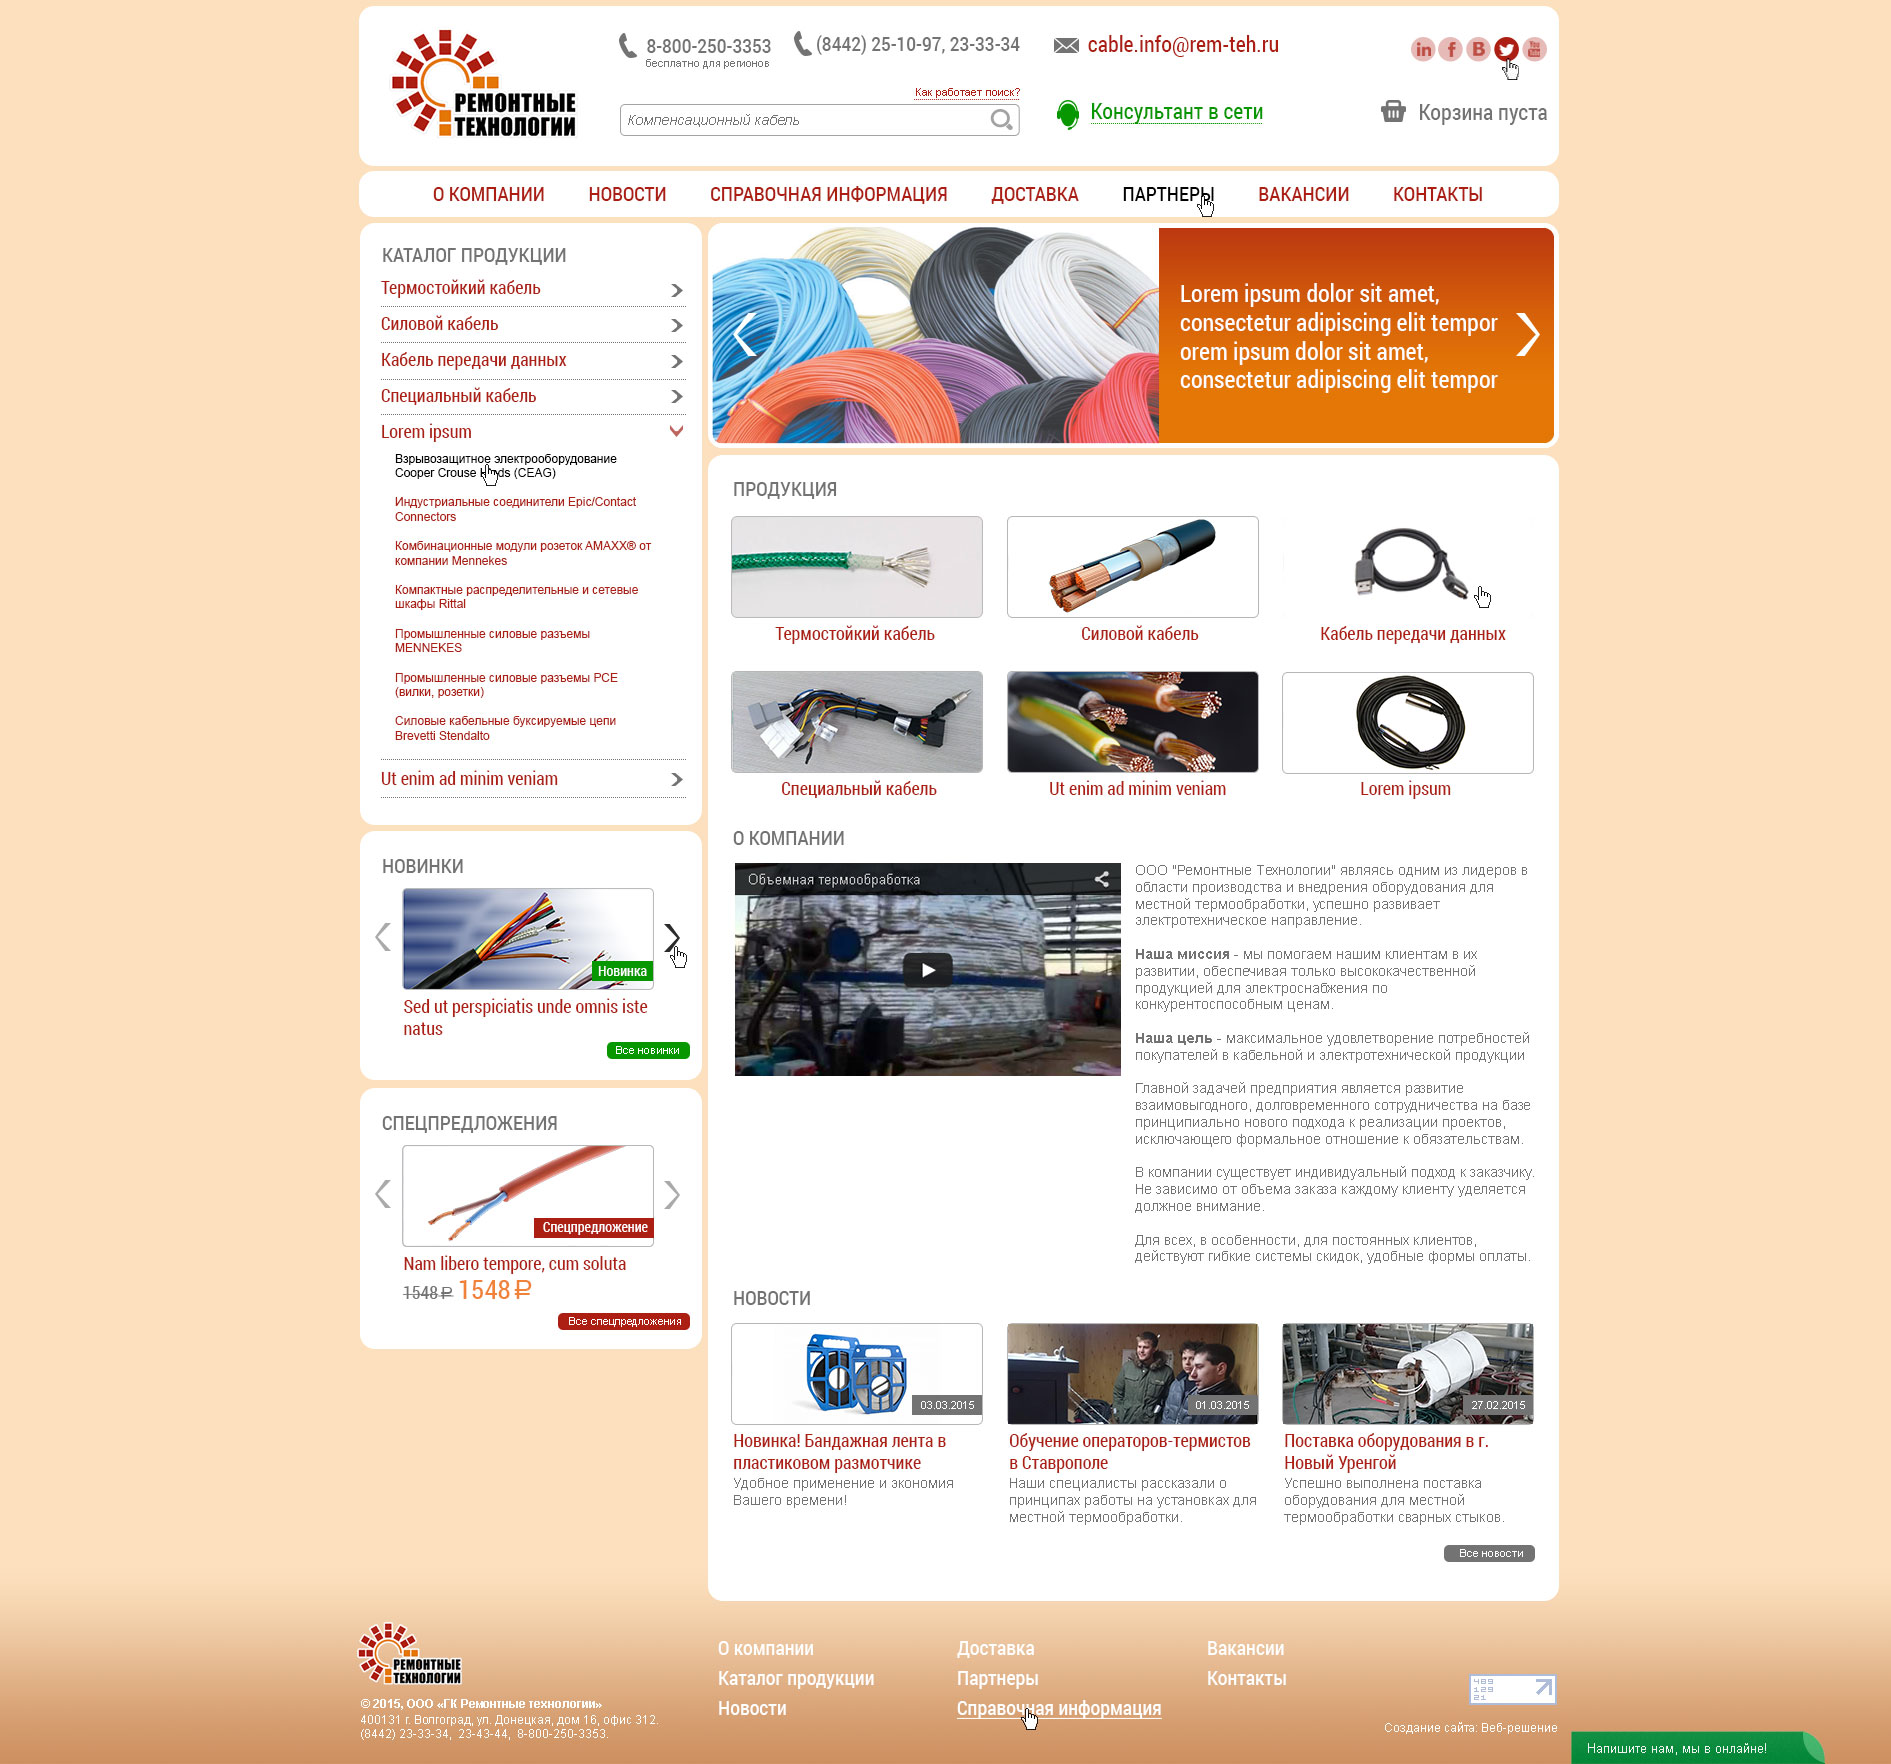 РЕМОНТНЫЕ
ТЕХНОЛОГИИ
8-800-250-3353
бесплатно для регионов
(8442) 25-10-97, 23-33-34
cable.info@rem-teh.ru
Как работает поиск?
Компенсационный кабель
Консультант в сети
Корзина пуста
О КОМПАНИИ НОВОСТИ СПРАВОЧНАЯ ИНФОРМАЦИЯ ДОСТАВКА ПАРТНЕРЫ ВАКАНСИИ КОНТАКТЫ
КАТАЛОГ ПРОДУКЦИИ
Термостойкий кабель
Силовой кабель
Кабель передачи данных
Специальный кабель
Lorem ipsum
Взрывозащитное электрооборудование
Cooper Crouse (CEAG)
Индустриальные соединители Epic/Contact
Connectors
Комбинационные модули розеток AMAXX® от
компании Mennekes
Компактные распределительные и сетевые
шкафы Rittal
Промышленные силовые разъемы
MENNEKES
Промышленные силовые разъемы PCE
(вилки, розетки)
Силовые кабельные буксируемые цепи
Brevetti Stendalto
Ut enim ad minim veniam
НОВИНКИ
Новинка
Sed ut perspiciatis unde omnis iste
natus
Все новинки
СПЕЦПРЕДЛОЖЕНИЯ
Спецпредложение
Nam libero tempore, cum soluta
1548 ₽ 1548 ₽
Все спецпредложения
Lorem ipsum dolor sit amet,
consectetur adipiscing elit tempor
orem ipsum dolor sit amet,
consectetur adipiscing elit tempor
ПРОДУКЦИЯ
Термостойкий кабель
Силовой кабель
Кабель передачи данных
Специальный кабель
Ut enim ad minim veniam
Lorem ipsum
О КОМПАНИИ
Объемная термообработка
ООО "Ремонтные Технологии" являясь одним из лидеров в
области производства и внедрения оборудования для
местной термообработки, успешно развивает
электротехническое направление.
Наша миссия - мы помогаем нашим клиентам в их
развитии, обеспечивая только высококачественной
продукцией для электроснабжения по
конкурентоспособным ценам.
Наша цель - максимальное удовлетворение потребностей
покупателей в кабельной и электротехнической продукции
Главной задачей предприятия является развитие
взаимовыгодного, долговременного сотрудничества на базе
принципиально нового подхода к реализации проектов,
исключающего формальное отношение к обязательствам.
В компании существует индивидуальный подход к заказчику.
Не зависимо от объема заказа каждому клиенту уделяется
должное внимание.
Для всех, в особенности, для постоянных клиентов,
действуют гибкие системы скидок, удобные формы оплаты.
НОВОСТИ
03.03.2015
Новинка! Бандажная лента в
пластиковом размотчике
Удобное применение и экономия
Вашего времени!
01.03.2015
Обучение операторов-термистов
в Ставрополе
Наши специалисты рассказали о
принципах работы на установках для
местной термообработки.
27.02.2015
Поставка оборудования в г.
Новый Уренгой
Успешно выполнена поставка
оборудования для местной
термообработки сварных стыков.
Все новости
РЕМОНТНЫЕ
ТЕХНОЛОГИИ
© 2015, ООО «ГК Ремонтные технологии»
400131 г. Волгоград, ул. Донецкая, дом 16, офис 312.
(8442) 23-33-34, 23-43-44, 8-800-250-3353.
О компании
Каталог продукции
Новости
Доставка
Партнеры
Справочная информация
Вакансии
Контакты
489
129
21
Создание сайта: Веб-решение
Напишите нам, мы в онлайне!